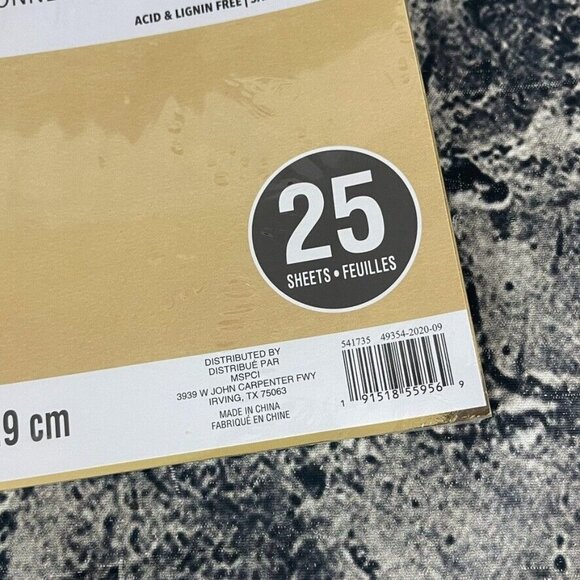 ACID & LIGNIN FREE |
25
SHEETS • FEUILLES
541735 49354-2020-09
DISTRIBUTED BY
DISTRIBUÉ PAR
MSPCI
3939 W JOHN CARPENTER FWY
IRVING, TX 75063
MADE IN CHINA
FABRIQUÉ EN CHINE
1 91518 55956 9
9 cm